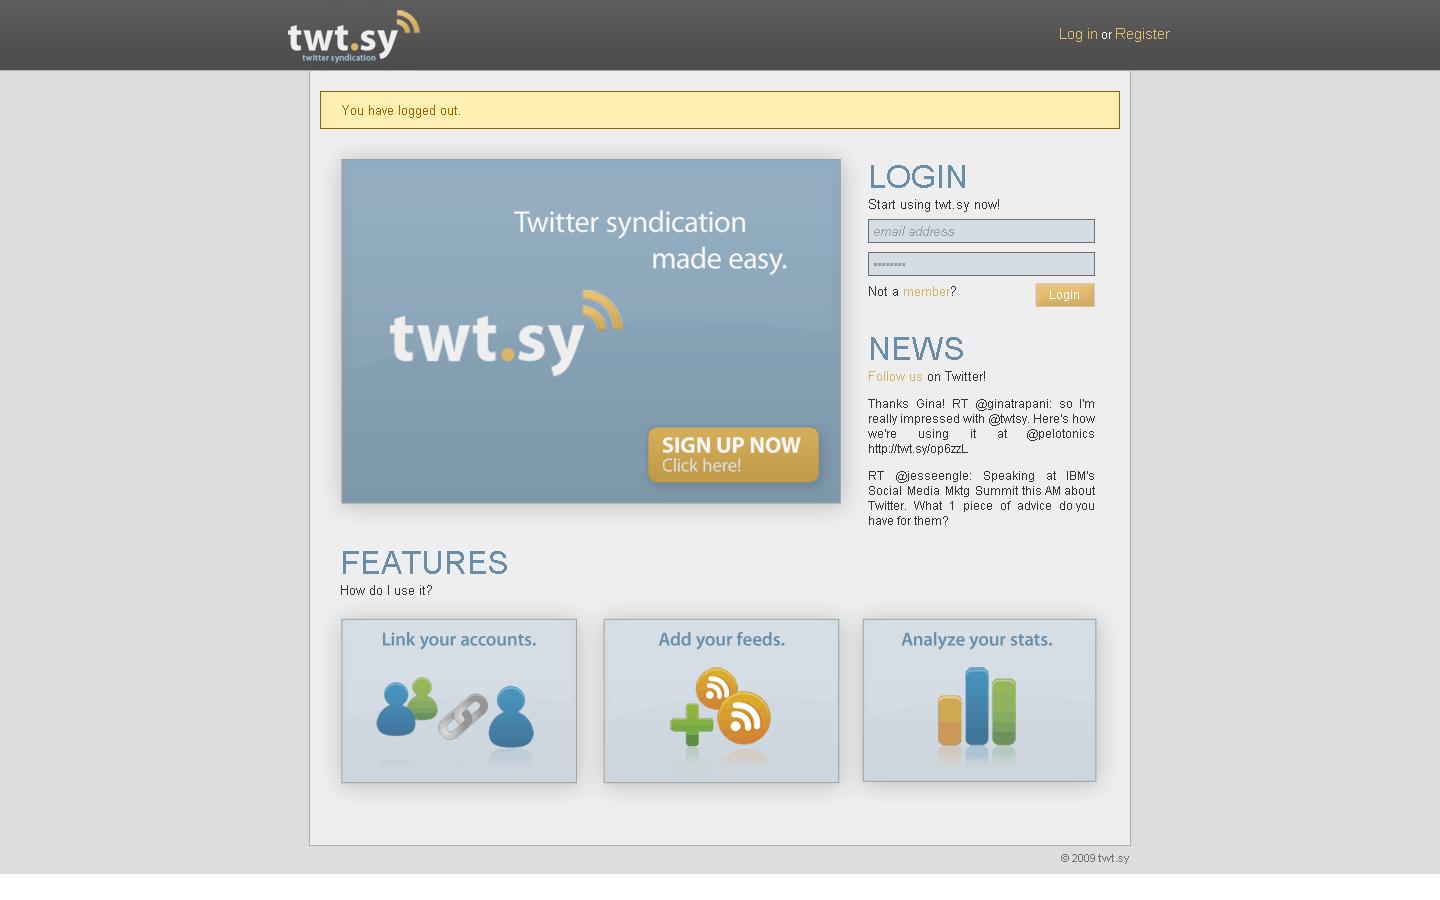 twt.sy
twitter syndication
Log in or Register
You have logged out.
Twitter syndication
made easy.
twt.sy
SIGN UP NOW
Click here!
LOGIN
Start using twt.sy now!
email address
••••••••
Not a member?
Login
NEWS
Follow us on Twitter!
Thanks Gina! RT @ginatrapani: so I'm
really impressed with @twtsy. Here's how
we're using it at @pelotonics
http://twt.sy/op6zzL
RT @jesseengle: Speaking at IBM's
Social Media Mktg Summit this AM about
Twitter. What 1 piece of advice do you
have for them?
FEATURES
How do I use it?
Link your accounts.
Add your feeds.
Analyze your stats.
© 2009 twt.sy